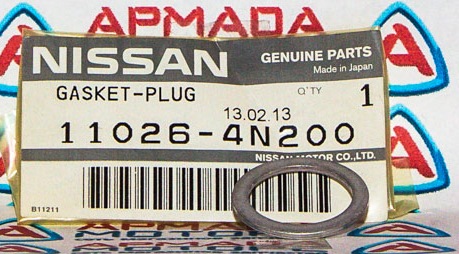 АРМАДА
NISSAN
GENUINE PARTS
Made in Japan
GASKET-PLUG
Q'TY
1
13.02.13
11026-4N200
NISSAN MOTOR CO.,LTD.
B11211
АРМАДА